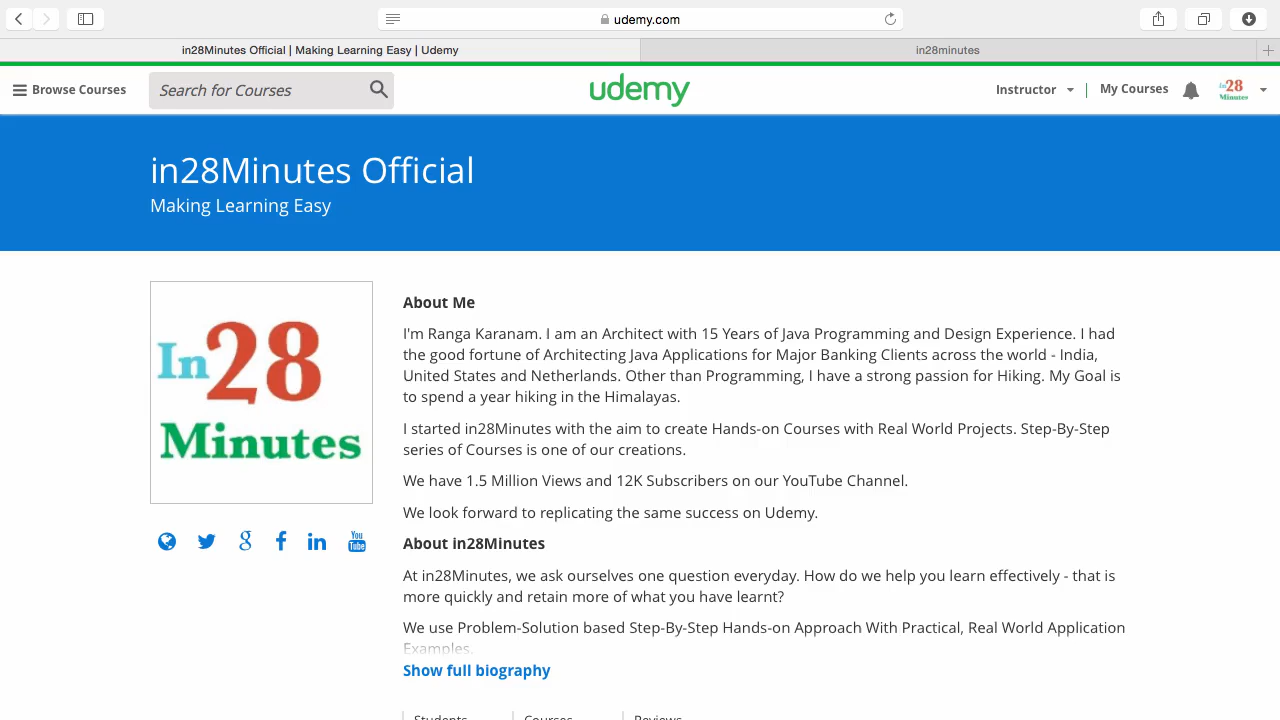 udemy.com
in28Minutes Official | Making Learning Easy | Udemy
in28minutes
Browse Courses
Search for Courses
udemy
Instructor
My Courses
In28
Minutes
in28Minutes Official
Making Learning Easy
In28
Minutes
About Me
I'm Ranga Karanam. I am an Architect with 15 Years of Java Programming and Design Experience. I had
the good fortune of Architecting Java Applications for Major Banking Clients across the world - India,
United States and Netherlands. Other than Programming, I have a strong passion for Hiking. My Goal is
to spend a year hiking in the Himalayas.
I started in28Minutes with the aim to create Hands-on Courses with Real World Projects. Step-By-Step
series of Courses is one of our creations.
We have 1.5 Million Views and 12K Subscribers on our YouTube Channel.
We look forward to replicating the same success on Udemy.
About in28Minutes
At in28Minutes, we ask ourselves one question everyday. How do we help you learn effectively - that is
more quickly and retain more of what you have learnt?
We use Problem-Solution based Step-By-Step Hands-on Approach With Practical, Real World Application
Examples.
Show full biography
You
Tube
Students
Courses
Reviews